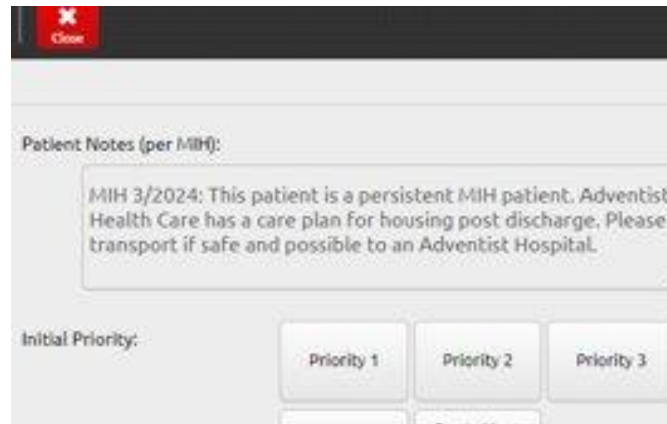 Close
Patient Notes (per MIH):
MIH 3/2024: This patient is a persistent MIH patient. Adventist
Health Care has a care plan for housing post discharge. Please
transport if safe and possible to an Adventist Hospital.
Initial Priority:
Priority 1
Priority 2
Priority 3